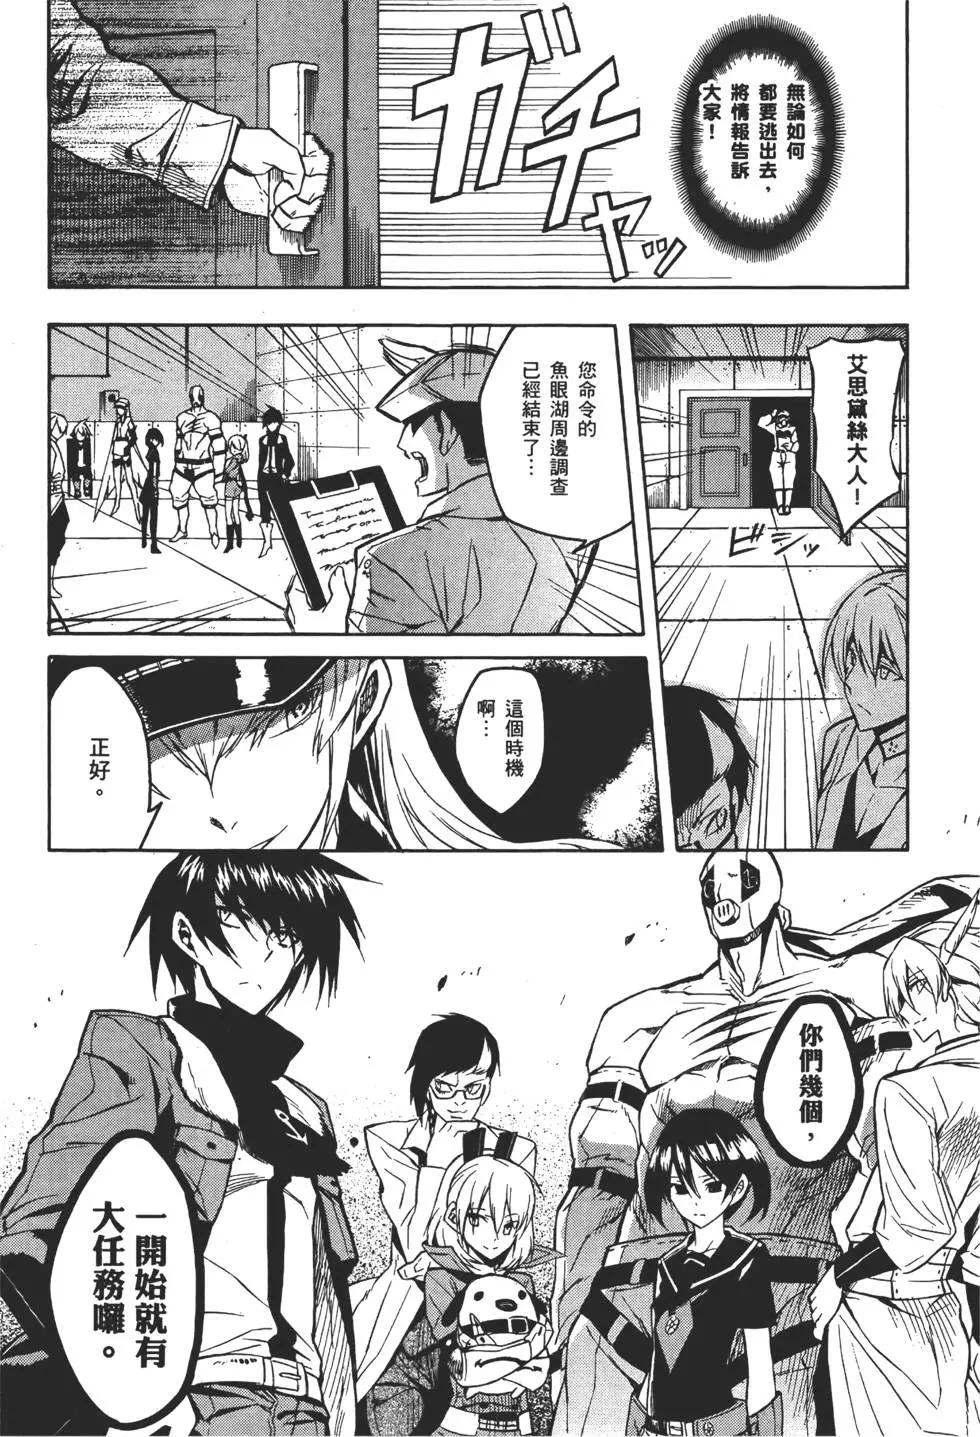 無論如何
都要逃出去，
將情報告訴
大家！
ガチャッ
艾思黛絲大人！
ビシッ
您命令的
魚眼湖周邊調查
已經結束了…
這個時機
啊…
正好。
你們幾個，
一開始就有
大任務囉。